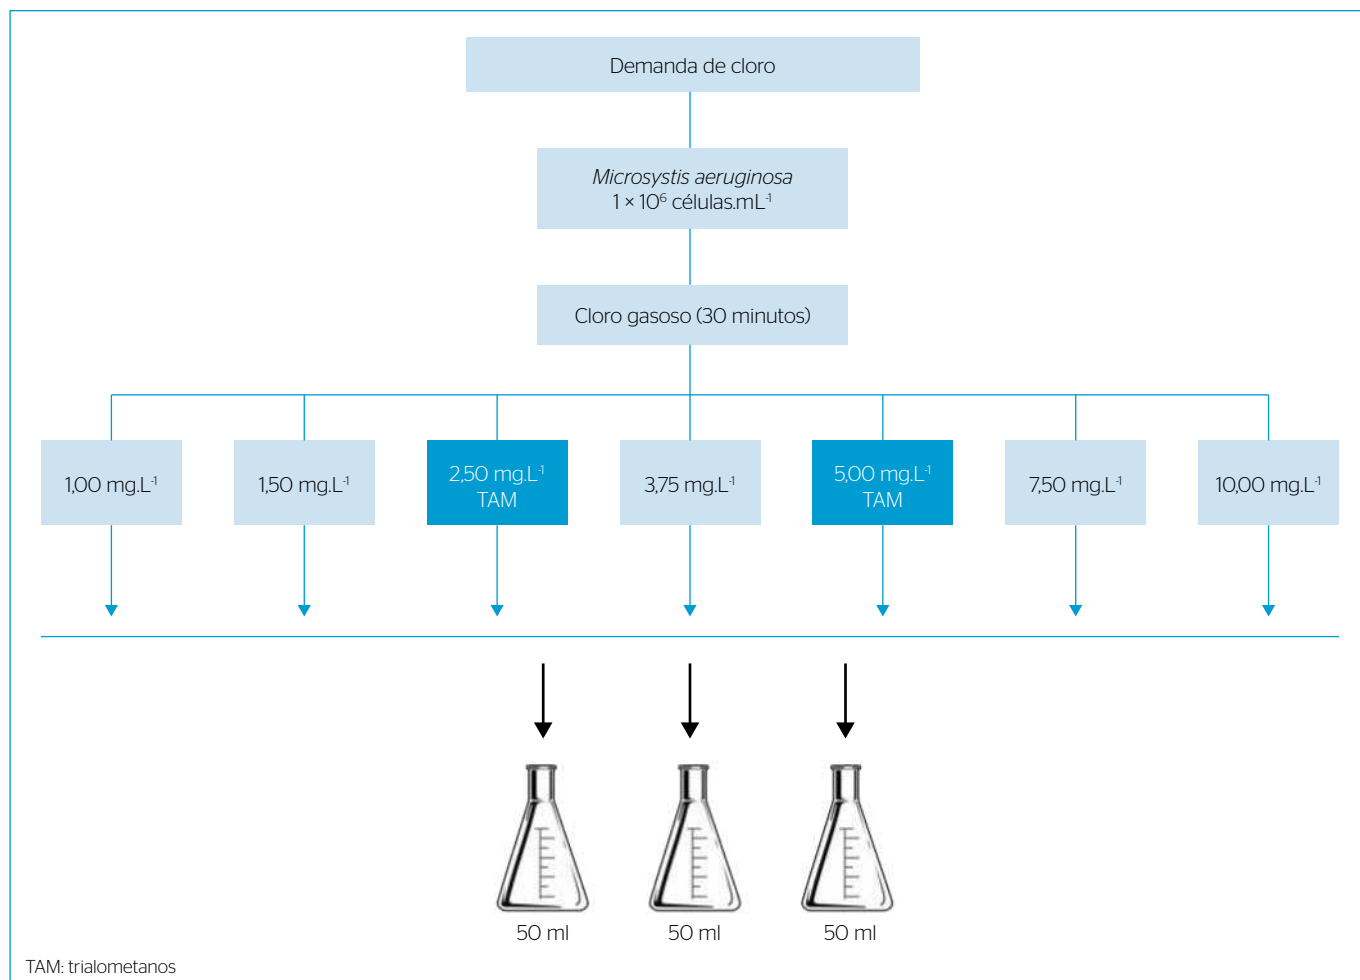 Demanda de cloro
Microsystis aeruginosa
1 × 10⁶ células.mL⁻¹
Cloro gasoso (30 minutos)
1,00 mg.L⁻¹
1,50 mg.L⁻¹
2,50 mg.L⁻¹
TAM
3,75 mg.L⁻¹
5,00 mg.L⁻¹
TAM
7,50 mg.L⁻¹
10,00 mg.L⁻¹
50 ml
50 ml
50 ml
TAM: trialometanos